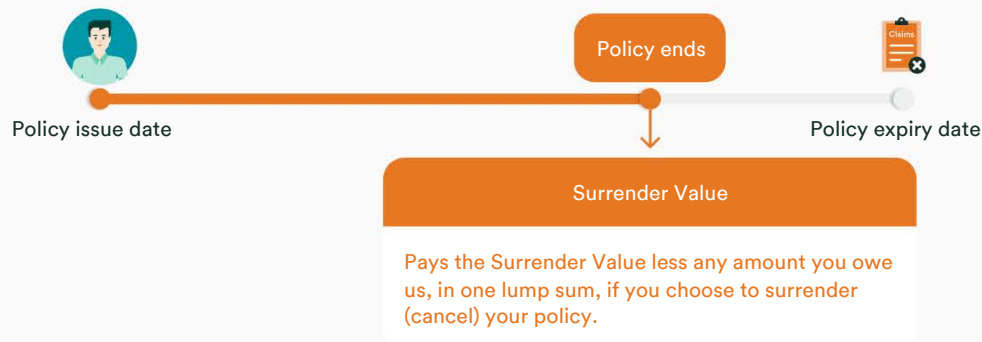 Policy ends
Claims
Policy issue date
Policy expiry date
Surrender Value
Pays the Surrender Value less any amount you owe
us, in one lump sum, if you choose to surrender
(cancel) your policy.